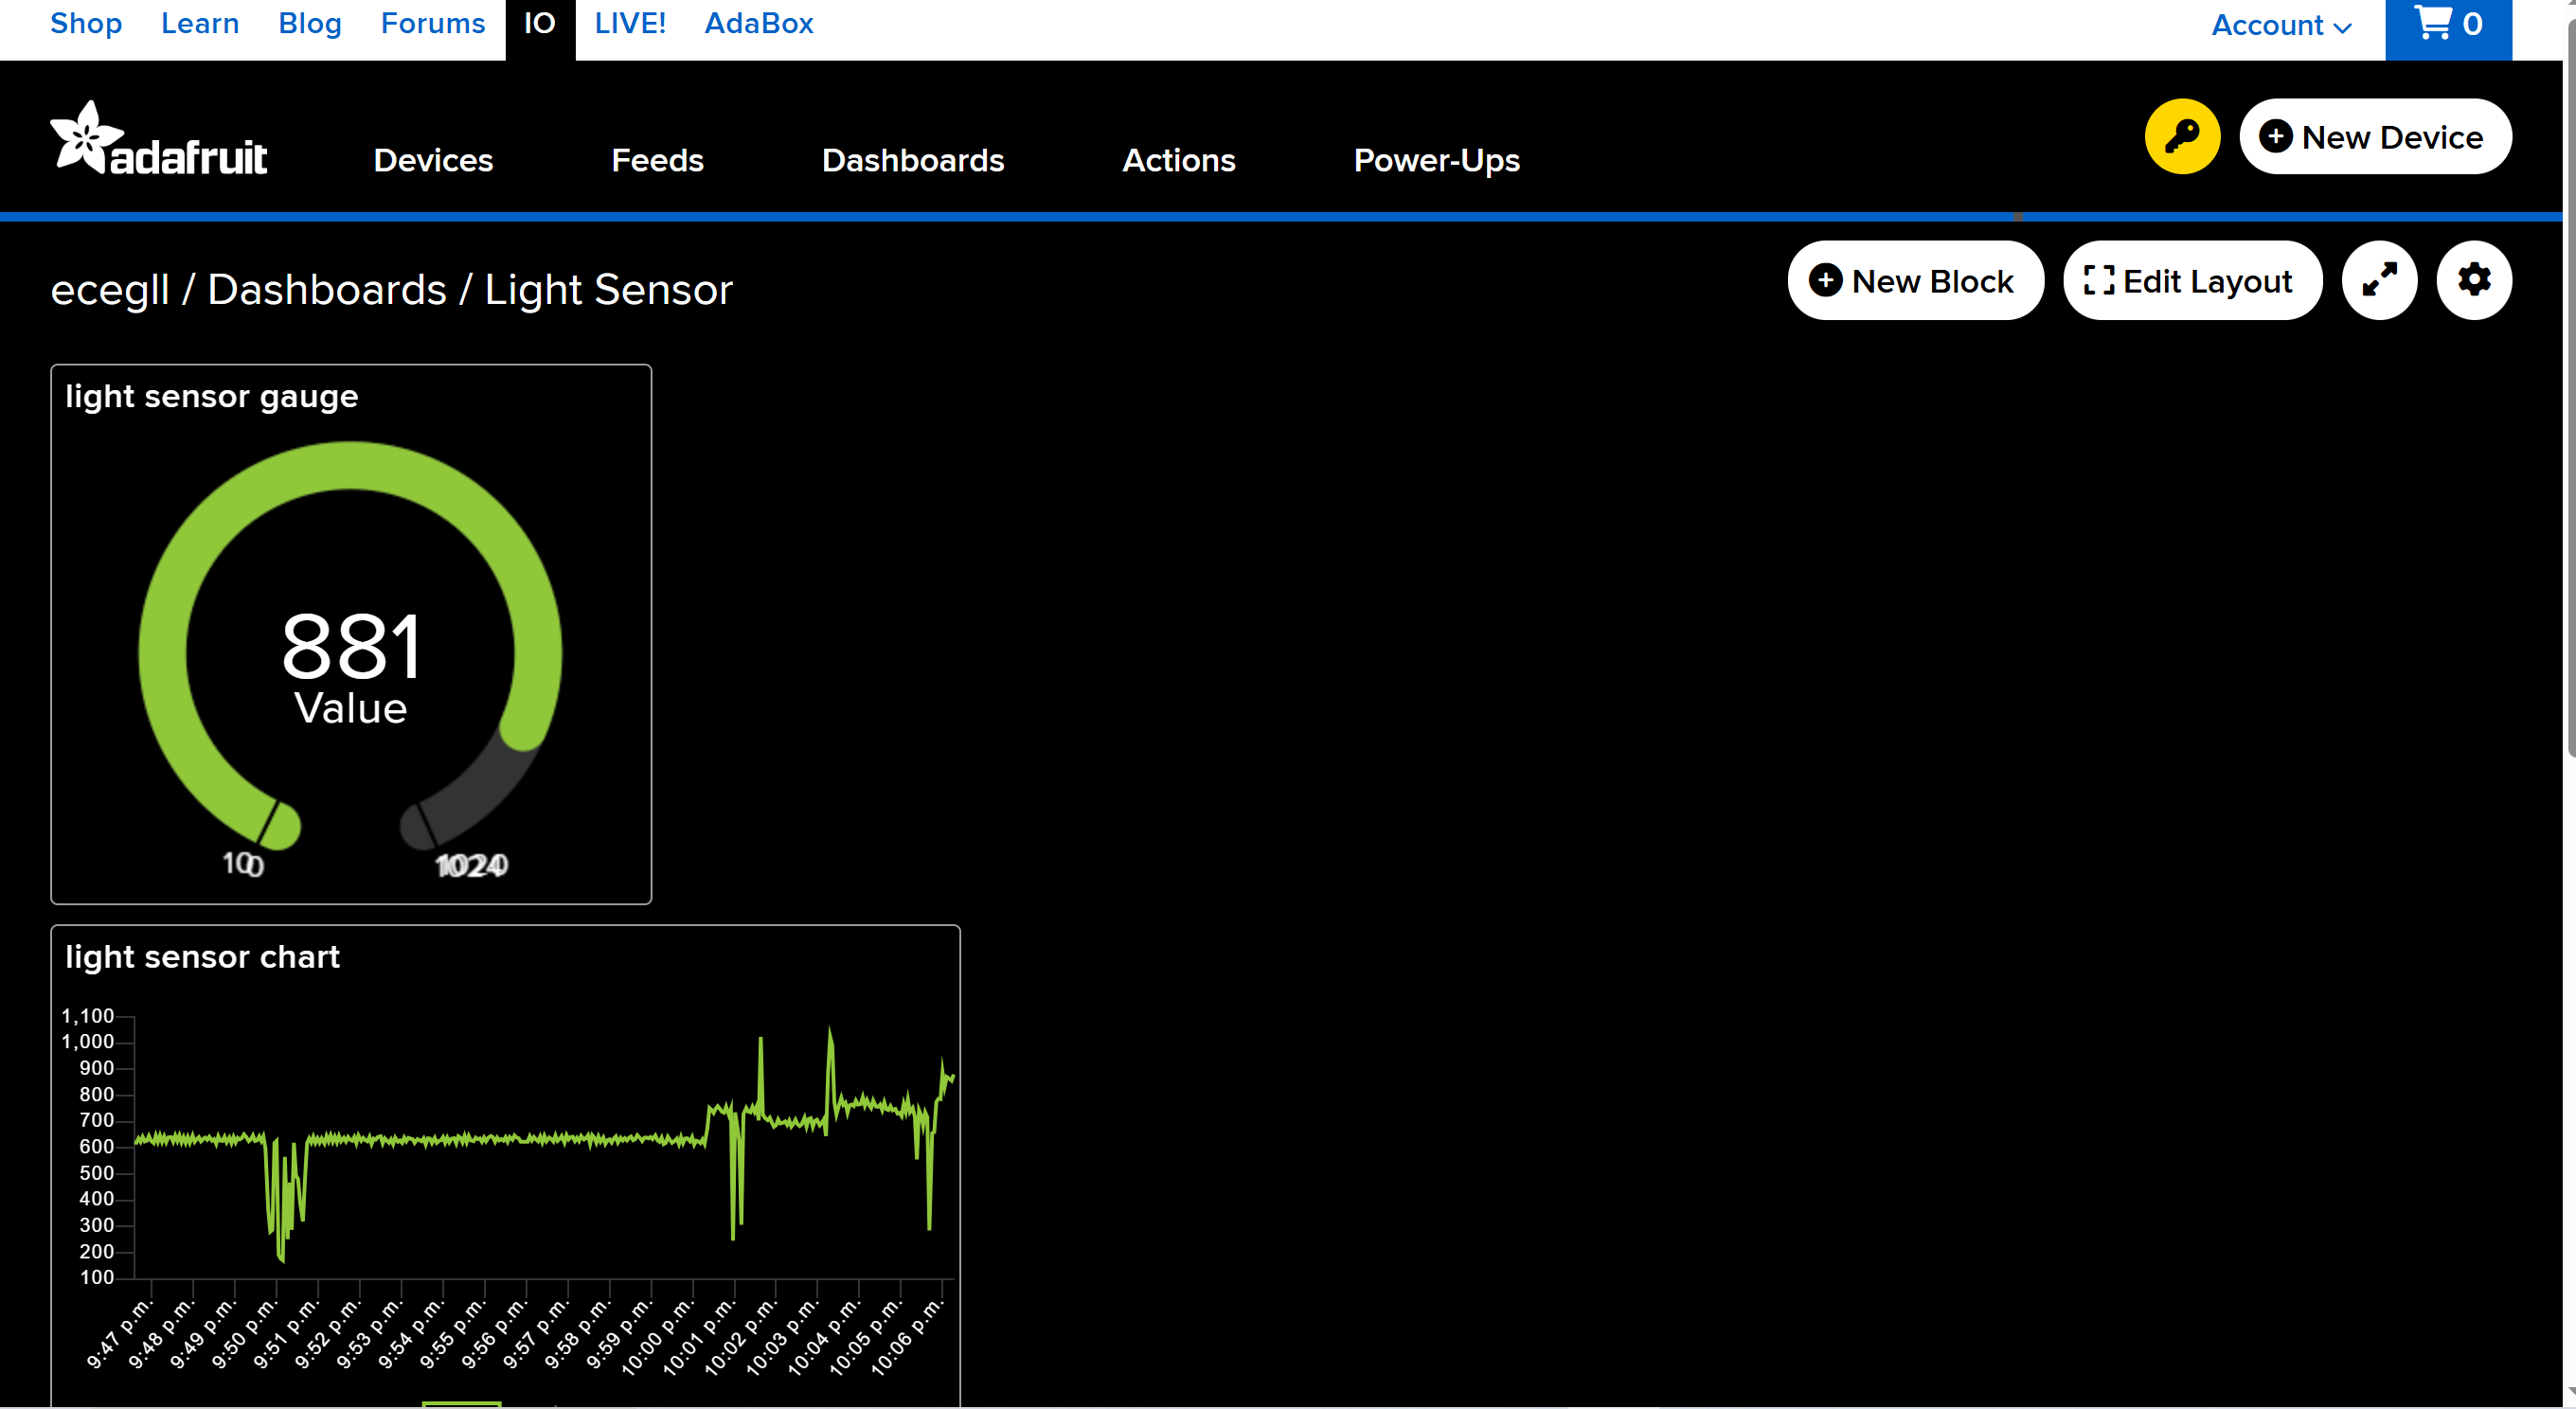 Shop Learn Blog Forums IO LIVE! AdaBox Account 0
adafruit Devices Feeds Dashboards Actions Power-Ups New Device
ecegll / Dashboards / Light Sensor New Block Edit Layout
light sensor gauge
881
Value
10 0 1024
light sensor chart
1,100
1,000
900
800
700
600
500
400
300
200
100
9:47 p.m. 9:48 p.m. 9:49 p.m. 9:50 p.m. 9:51 p.m. 9:52 p.m. 9:53 p.m. 9:54 p.m. 9:55 p.m. 9:56 p.m. 9:57 p.m. 9:58 p.m. 9:59 p.m. 10:00 p.m. 10:01 p.m. 10:02 p.m. 10:03 p.m. 10:04 p.m. 10:05 p.m. 10:06 p.m.